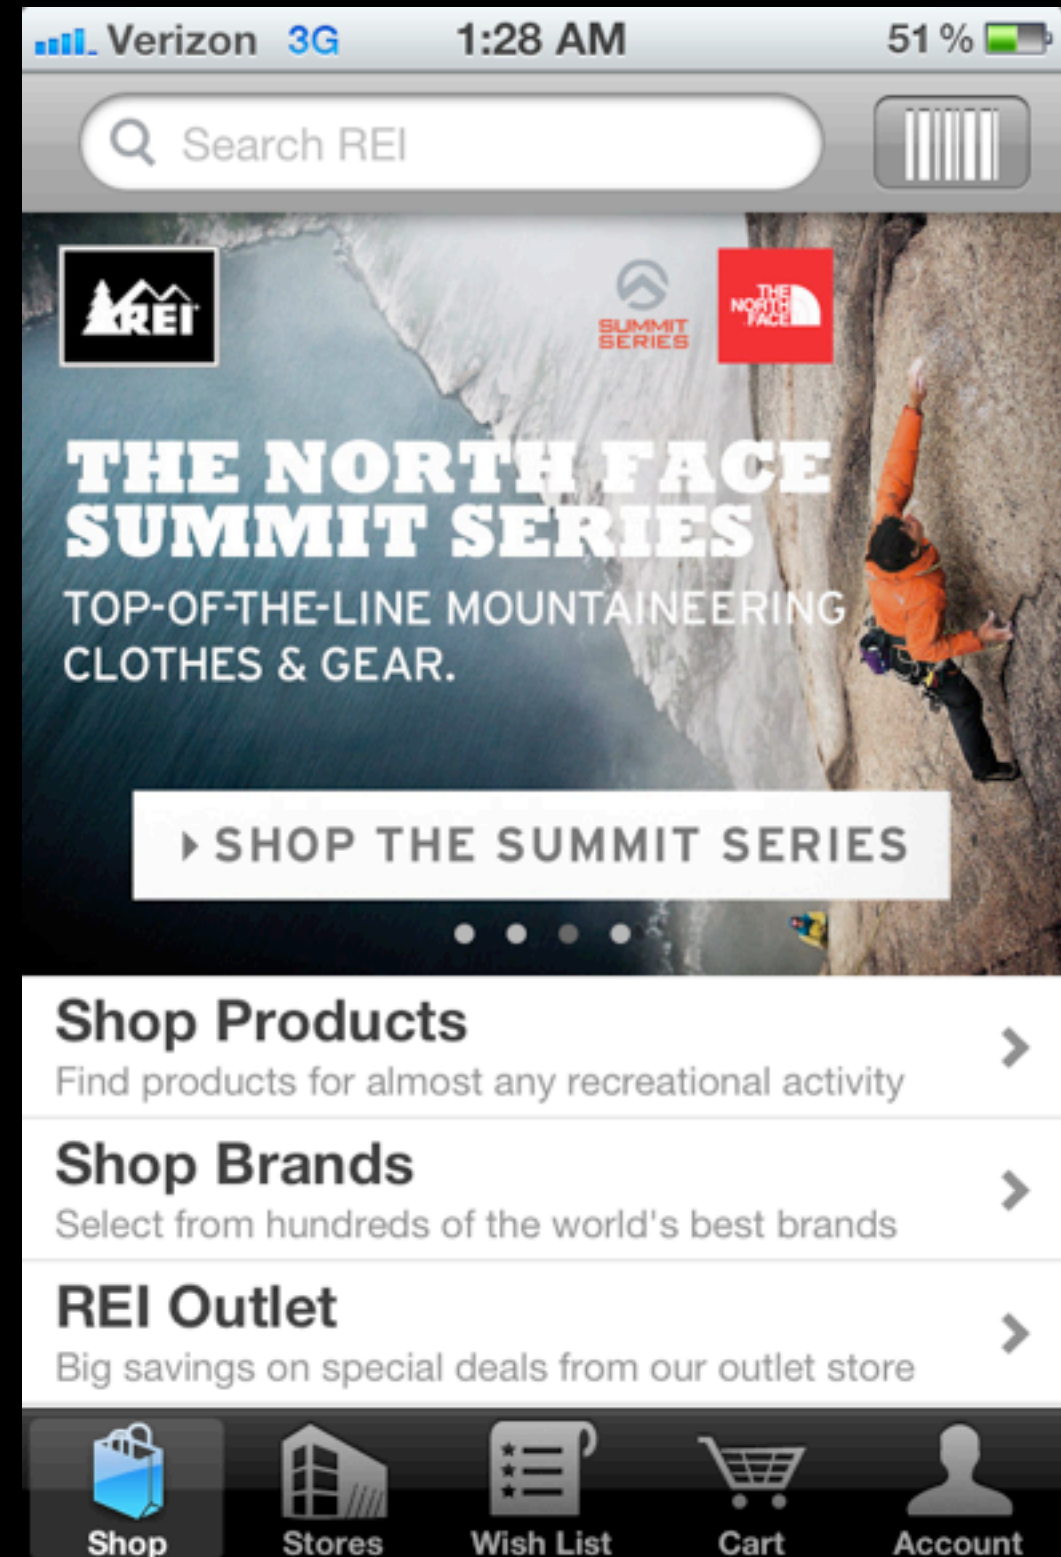 Verizon 3G 1:28 AM 51 %
Search REI
REI
SUMMIT
SERIES
THE
NORTH
FACE
THE NORTH FACE
SUMMIT SERIES
TOP-OF-THE-LINE MOUNTAINEERING
CLOTHES & GEAR.
SHOP THE SUMMIT SERIES
Shop Products
Find products for almost any recreational activity
Shop Brands
Select from hundreds of the world's best brands
REI Outlet
Big savings on special deals from our outlet store
Shop Stores Wish List Cart Account